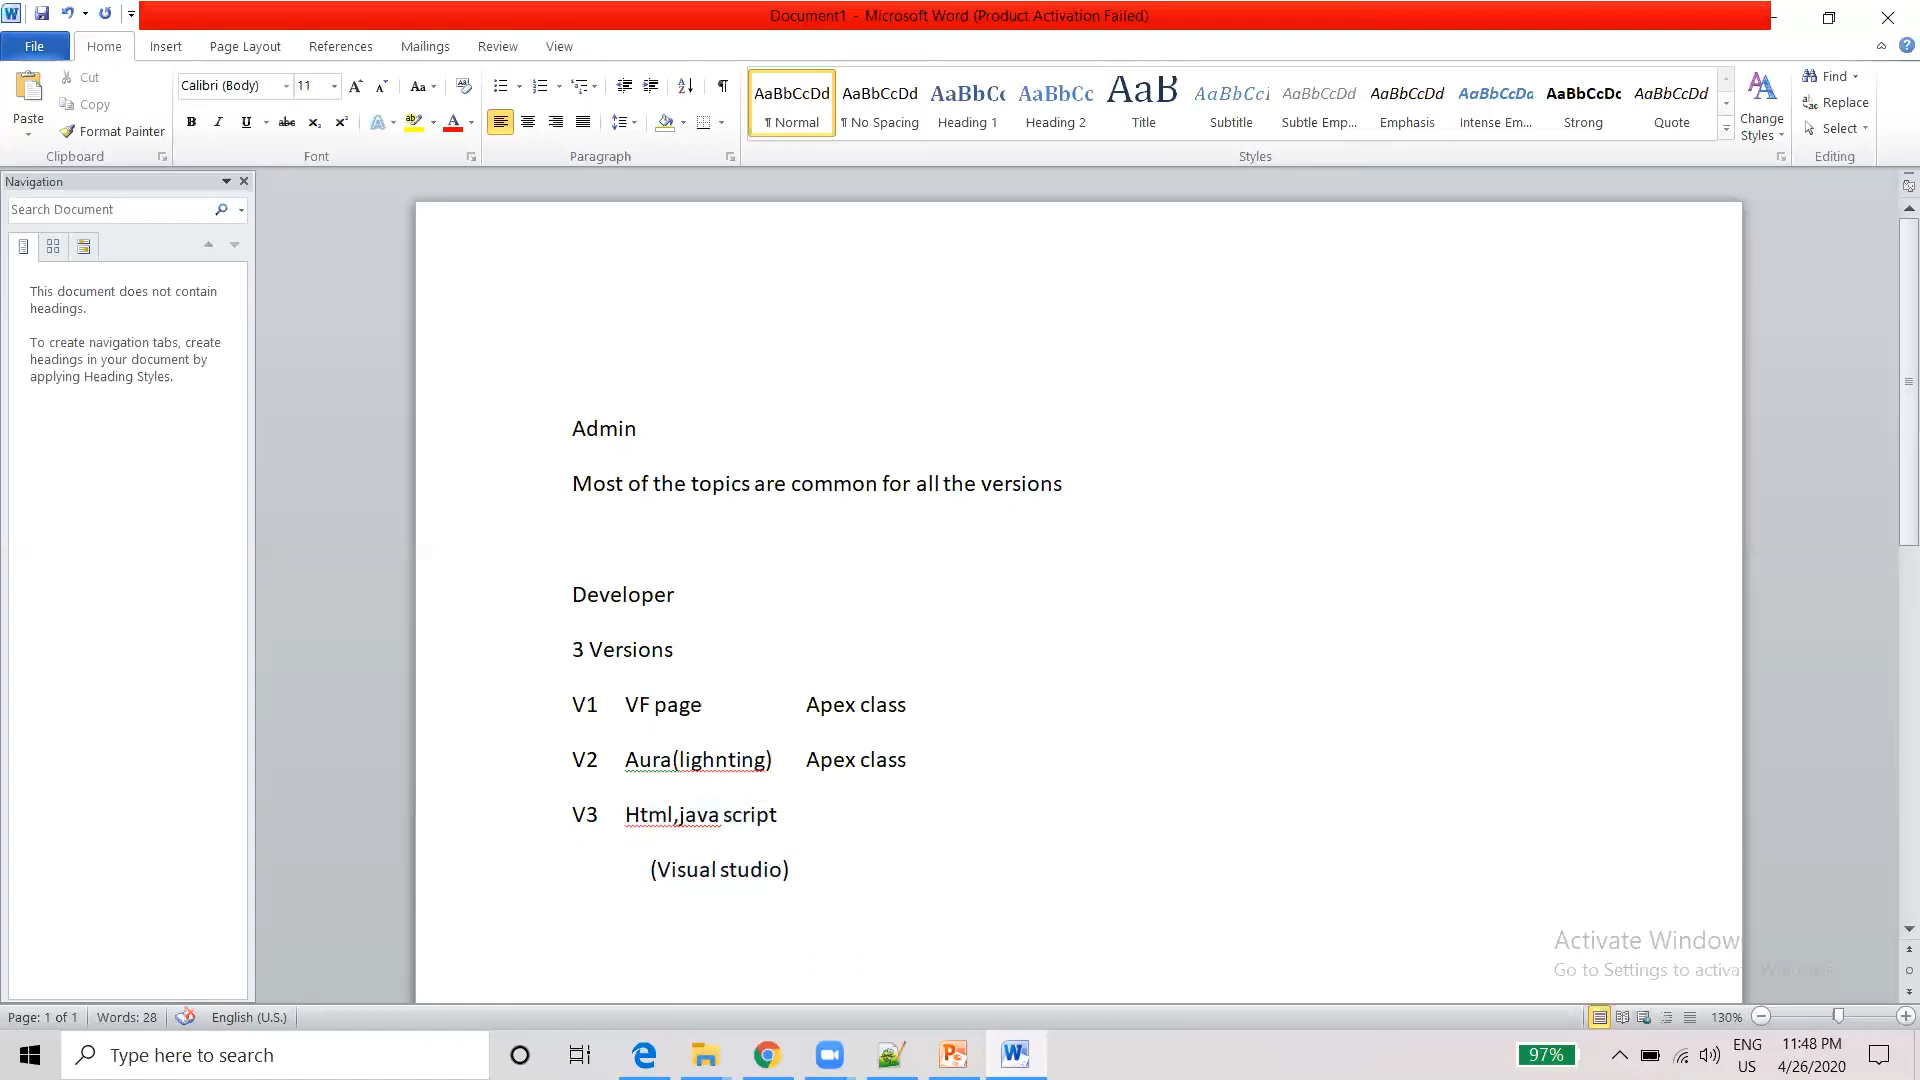 Document1 - Microsoft Word (Product Activation Failed)
File Home Insert Page Layout References Mailings Review View
Paste
Cut
Copy
Format Painter
Clipboard
Calibri (Body) 11
Font
Paragraph
AaBbCcDd AaBbCcDd AaBbCc AaBbCc AaB AaBbCcI AaBbCcDd AaBbCcDd AaBbCcDd AaBbCcDc AaBbCcDd
¶ Normal ¶ No Spacing Heading 1 Heading 2 Title Subtitle Subtle Emp... Emphasis Intense Em... Strong Quote
Change Styles
Styles
Find
Replace
Select
Editing
Navigation
Search Document
This document does not contain
headings.
To create navigation tabs, create
headings in your document by
applying Heading Styles.
Admin
Most of the topics are common for all the versions
Developer
3 Versions
V1 VF page Apex class
V2 Aura(lighnting) Apex class
V3 Html,java script
(Visual studio)
Activate Window
Go to Settings to activate Windows.
Page: 1 of 1 Words: 28 English (U.S.) 130%
Type here to search
97%
ENG
US
11:48 PM
4/26/2020